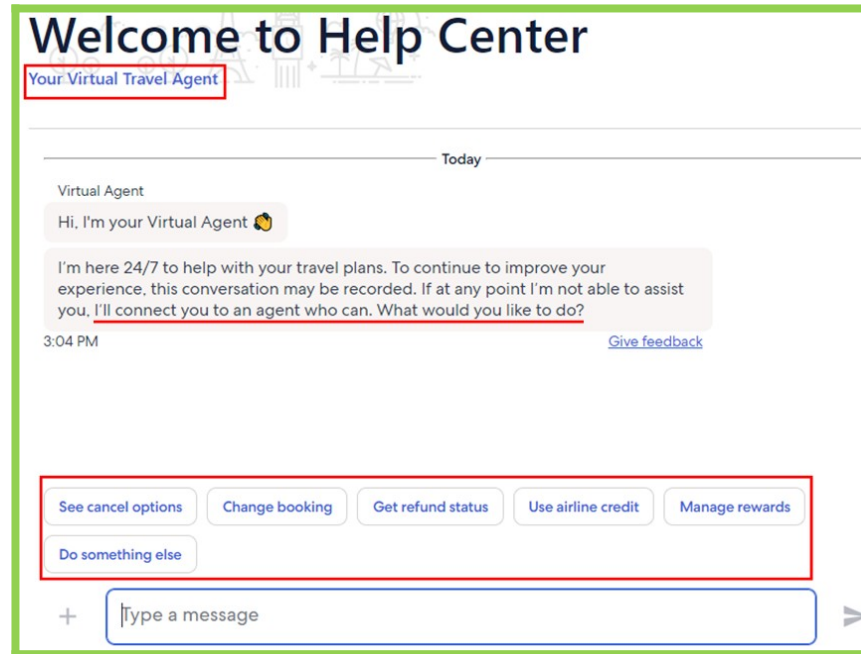 Welcome to Help Center
Your Virtual Travel Agent
Today
Virtual Agent
Hi, I'm your Virtual Agent
I'm here 24/7 to help with your travel plans. To continue to improve your
experience, this conversation may be recorded. If at any point I'm not able to assist
you, I'll connect you to an agent who can. What would you like to do?
3:04 PM Give feedback
See cancel options Change booking Get refund status Use airline credit Manage rewards
Do something else
Type a message